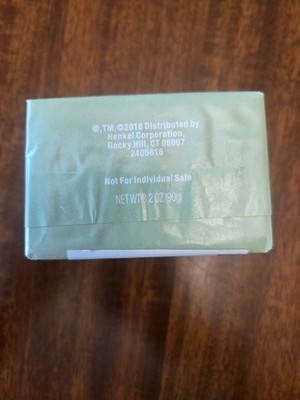 ®,TM,©2018 Distributed by
Henkel Corporation,
Rocky Hill, CT 06067
2405816
Not For Individual Sale
NET WT 3.2 OZ (90g)